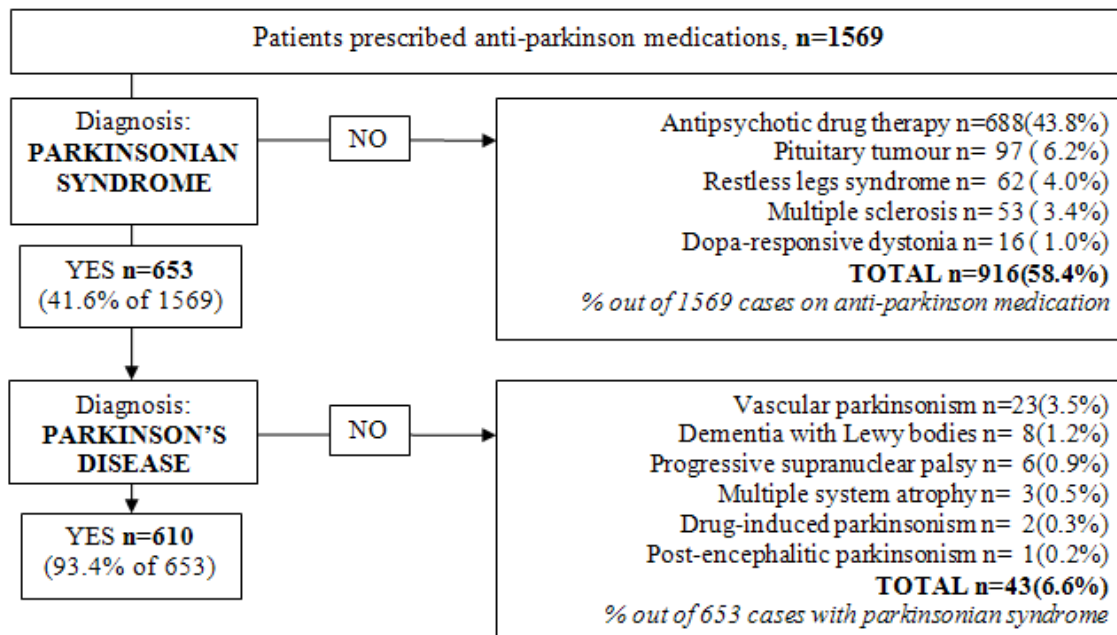 Patients prescribed anti-parkinson medications, n=1569
Diagnosis:
PARKINSONIAN
SYNDROME
NO
Antipsychotic drug therapy n=688(43.8%)
Pituitary tumour n= 97 ( 6.2%)
Restless legs syndrome n= 62 ( 4.0%)
Multiple sclerosis n= 53 ( 3.4%)
Dopa-responsive dystonia n= 16 ( 1.0%)
TOTAL n=916(58.4%)
% out of 1569 cases on anti-parkinson medication
YES n=653
(41.6% of 1569)
Diagnosis:
PARKINSON’S
DISEASE
NO
Vascular parkinsonism n=23(3.5%)
Dementia with Lewy bodies n= 8(1.2%)
Progressive supranuclear palsy n= 6(0.9%)
Multiple system atrophy n= 3(0.5%)
Drug-induced parkinsonism n= 2(0.3%)
Post-encephalitic parkinsonism n= 1(0.2%)
TOTAL n=43(6.6%)
% out of 653 cases with parkinsonian syndrome
YES n=610
(93.4% of 653)